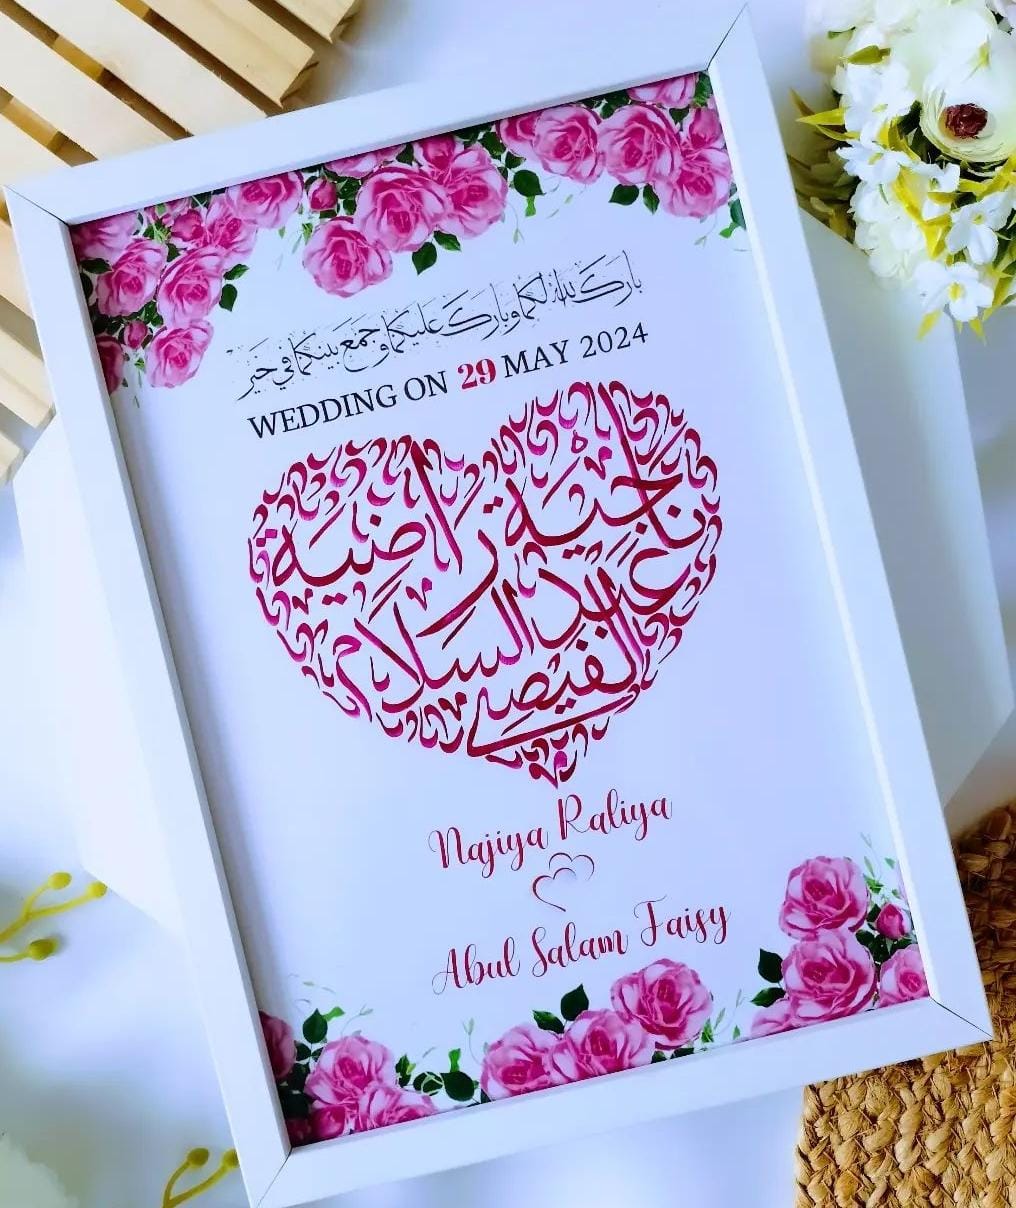 بارك الله لكما وبارك عليكما وجمع بينكما في خير
WEDDING ON 29 MAY 2024
ناجية راضية
عبد السلام
الفيضي
Najiya Raliya
Abul Salam Faisy